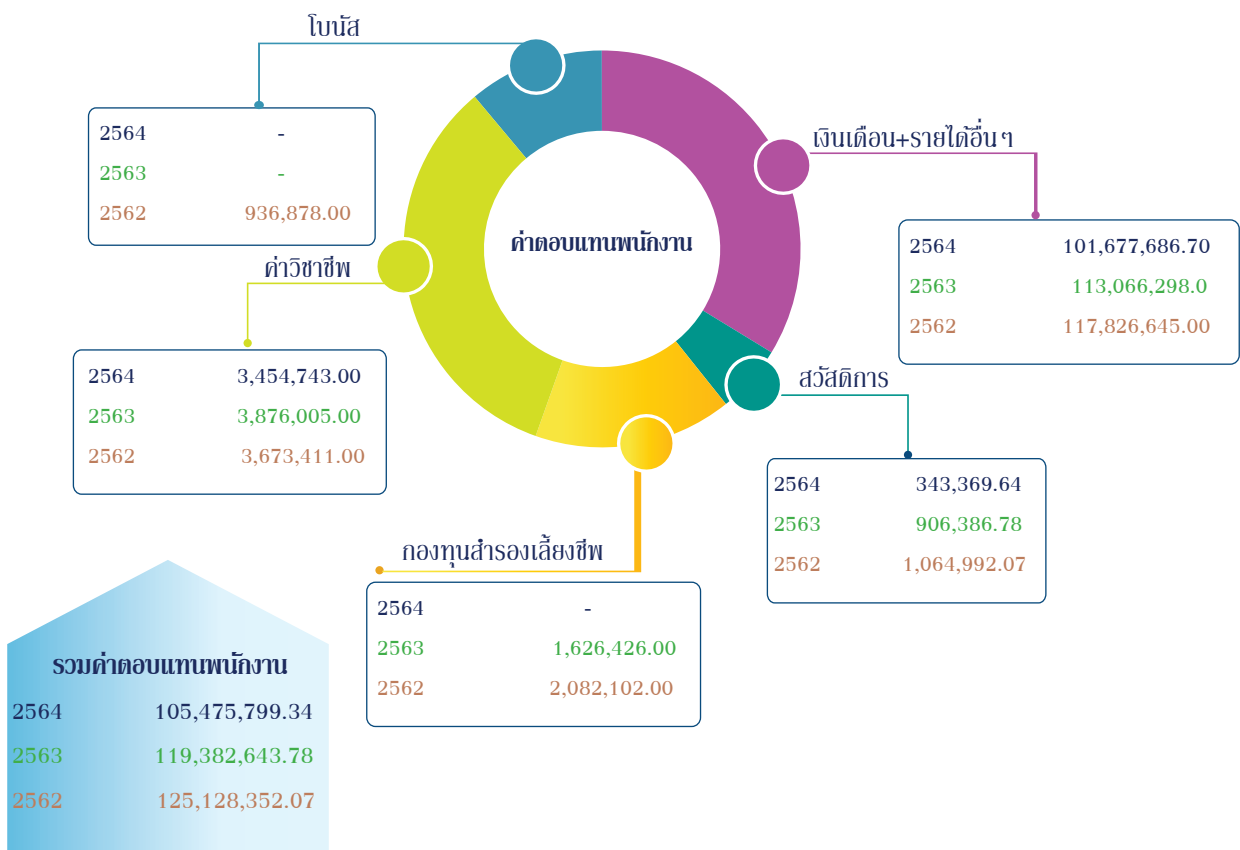 โบนัส
2564 -
2563 -
2562 936,878.00
เงินเดือน+รายได้อื่นๆ
2564 101,677,686.70
2563 113,066,298.0
2562 117,826,645.00
ค่าตอบแทนพนักงาน
ค่าวิชาชีพ
2564 3,454,743.00
2563 3,876,005.00
2562 3,673,411.00
สวัสดิการ
2564 343,369.64
2563 906,386.78
2562 1,064,992.07
กองทุนสำรองเลี้ยงชีพ
2564 -
2563 1,626,426.00
2562 2,082,102.00
รวมค่าตอบแทนพนักงาน
2564 105,475,799.34
2563 119,382,643.78
2562 125,128,352.07